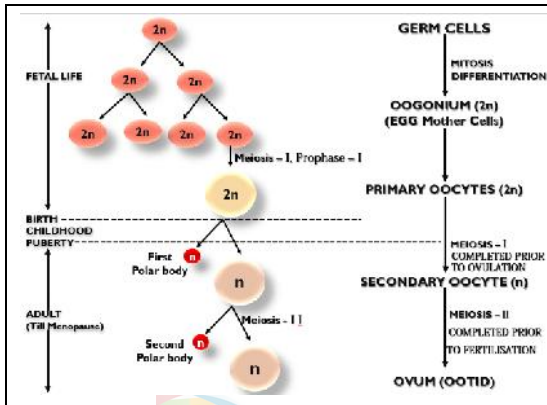 2n
GERM CELLS
FETAL LIFE
2n
2n
MITOSIS
DIFFERENTIATION
OOGONIUM (2n)
(EGG Mother Cells)
2n
2n
2n
2n
Meiosis – I, Prophase – I
2n
PRIMARY OOCYTES (2n)
BIRTH
CHILDHOOD
PUBERTY
First
Polar body
n
MEIOSIS – I
COMPLETED PRIOR
TO OVULATION
n
SECONDARY OOCYTE (n)
ADULT
(Till Menopause)
Meiosis – I I
MEIOSIS – II
COMPLETED PRIOR
TO FERTILISATION
Second
Polar body
n
n
OVUM (OOTID)